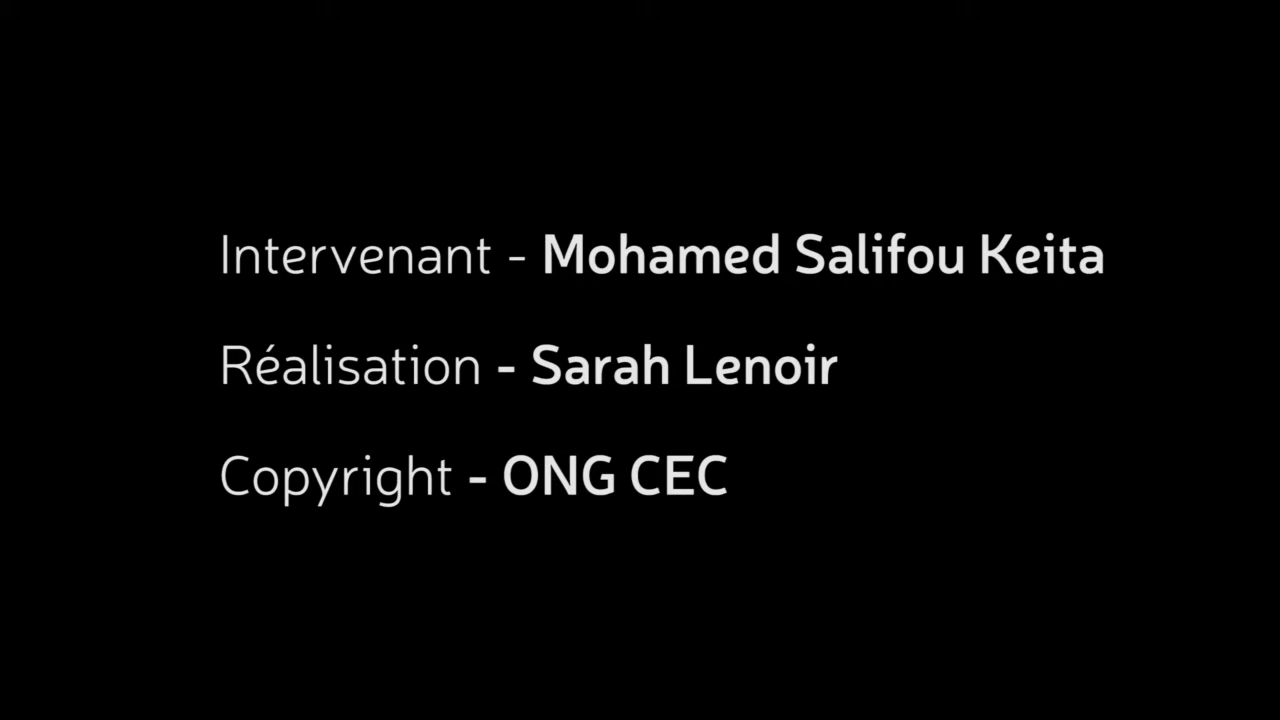 Intervenant - Mohamed Salifou Keita
Réalisation - Sarah Lenoir
Copyright - ONG CEC